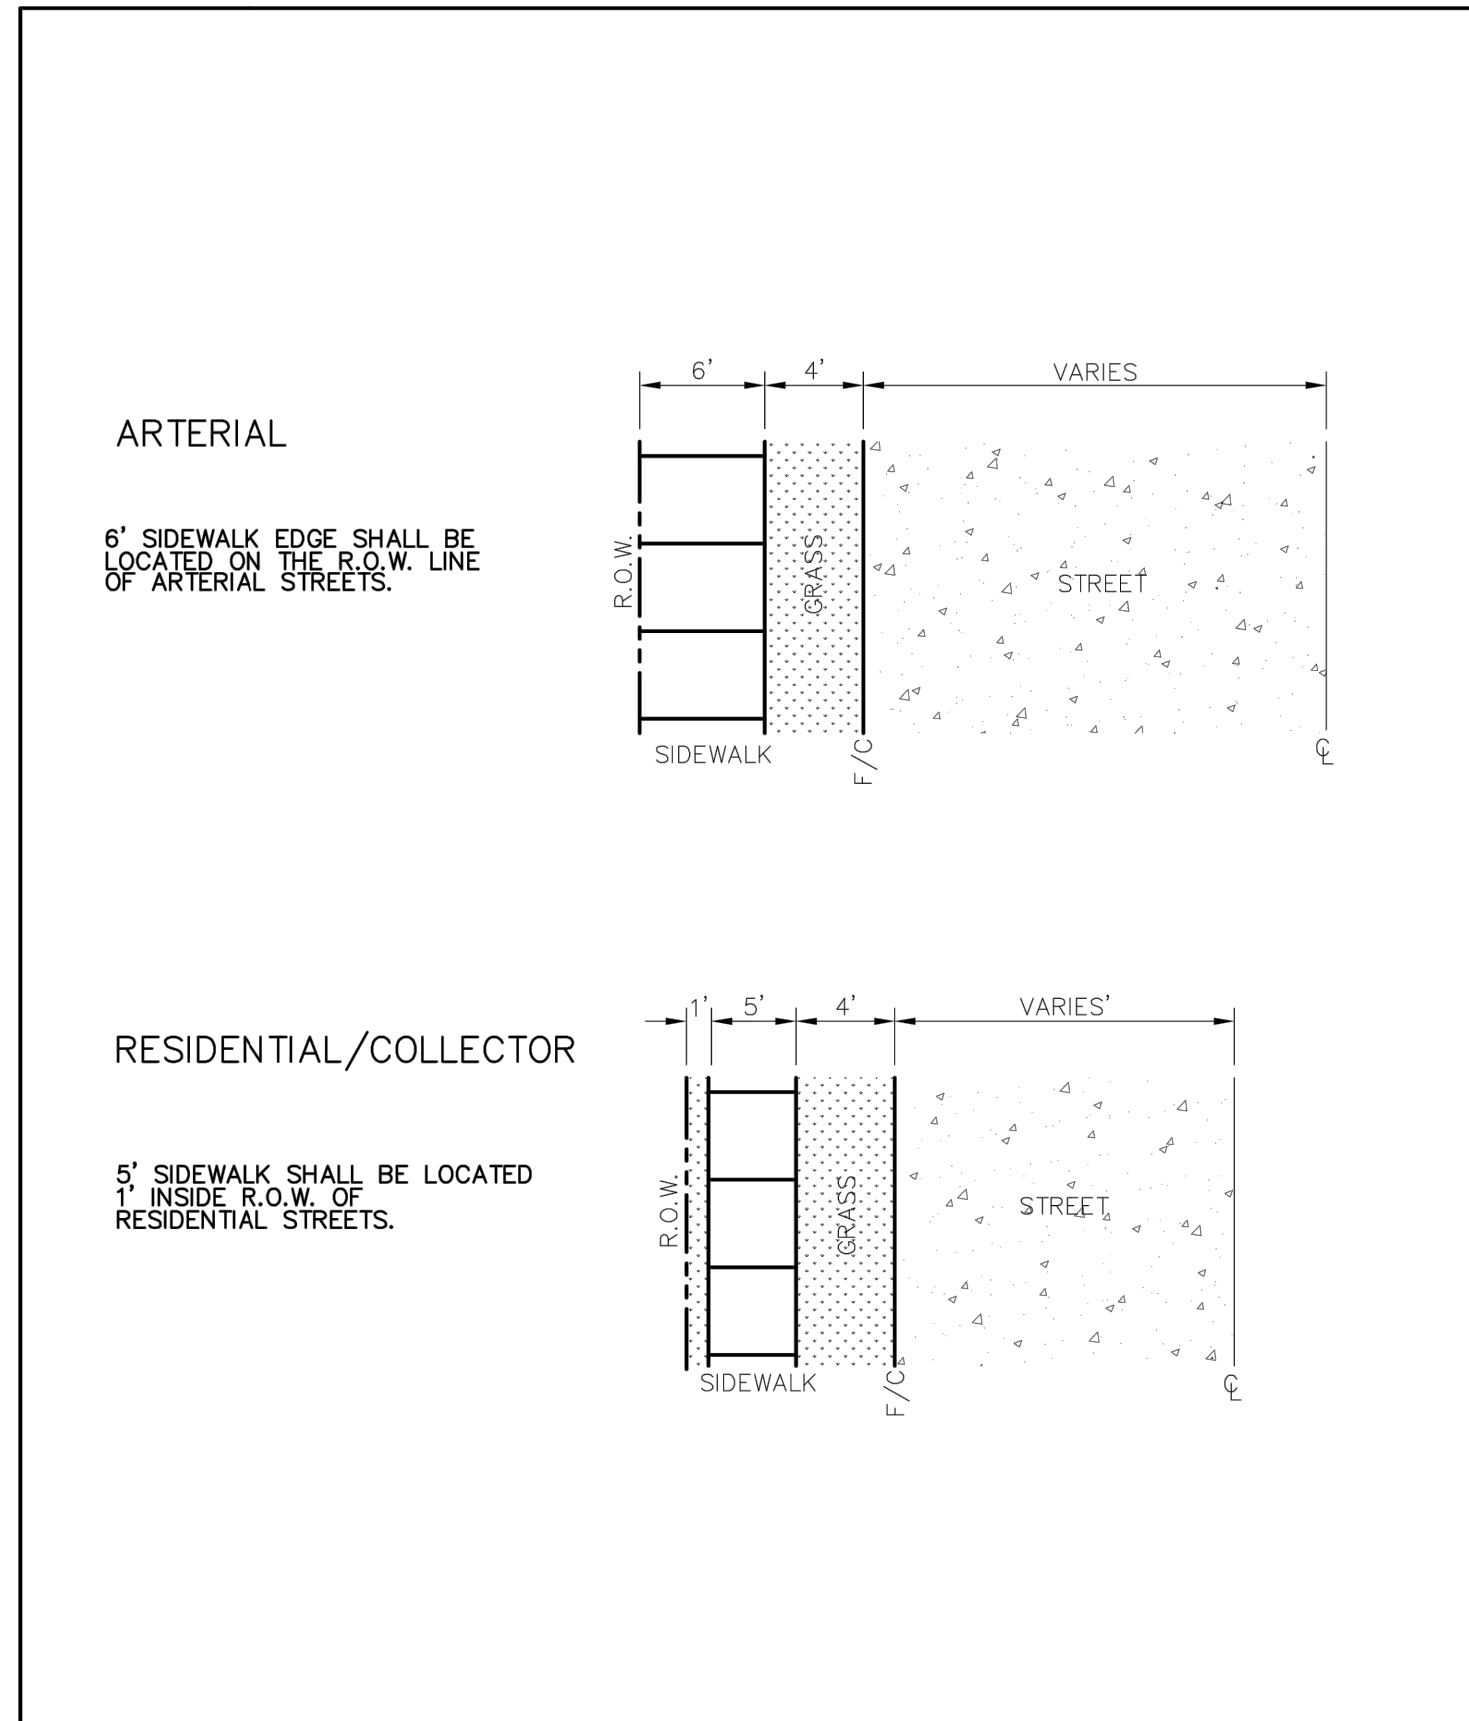 6' 4' VARIES
ARTERIAL
6' SIDEWALK EDGE SHALL BE
LOCATED ON THE R.O.W. LINE
OF ARTERIAL STREETS.
R.O.W.
GRASS
STREET
SIDEWALK
F/C
℄
1' 5' 4' VARIES'
RESIDENTIAL/COLLECTOR
5' SIDEWALK SHALL BE LOCATED
1' INSIDE R.O.W. OF
RESIDENTIAL STREETS.
R.O.W.
GRASS
STREET
SIDEWALK
F/C
℄